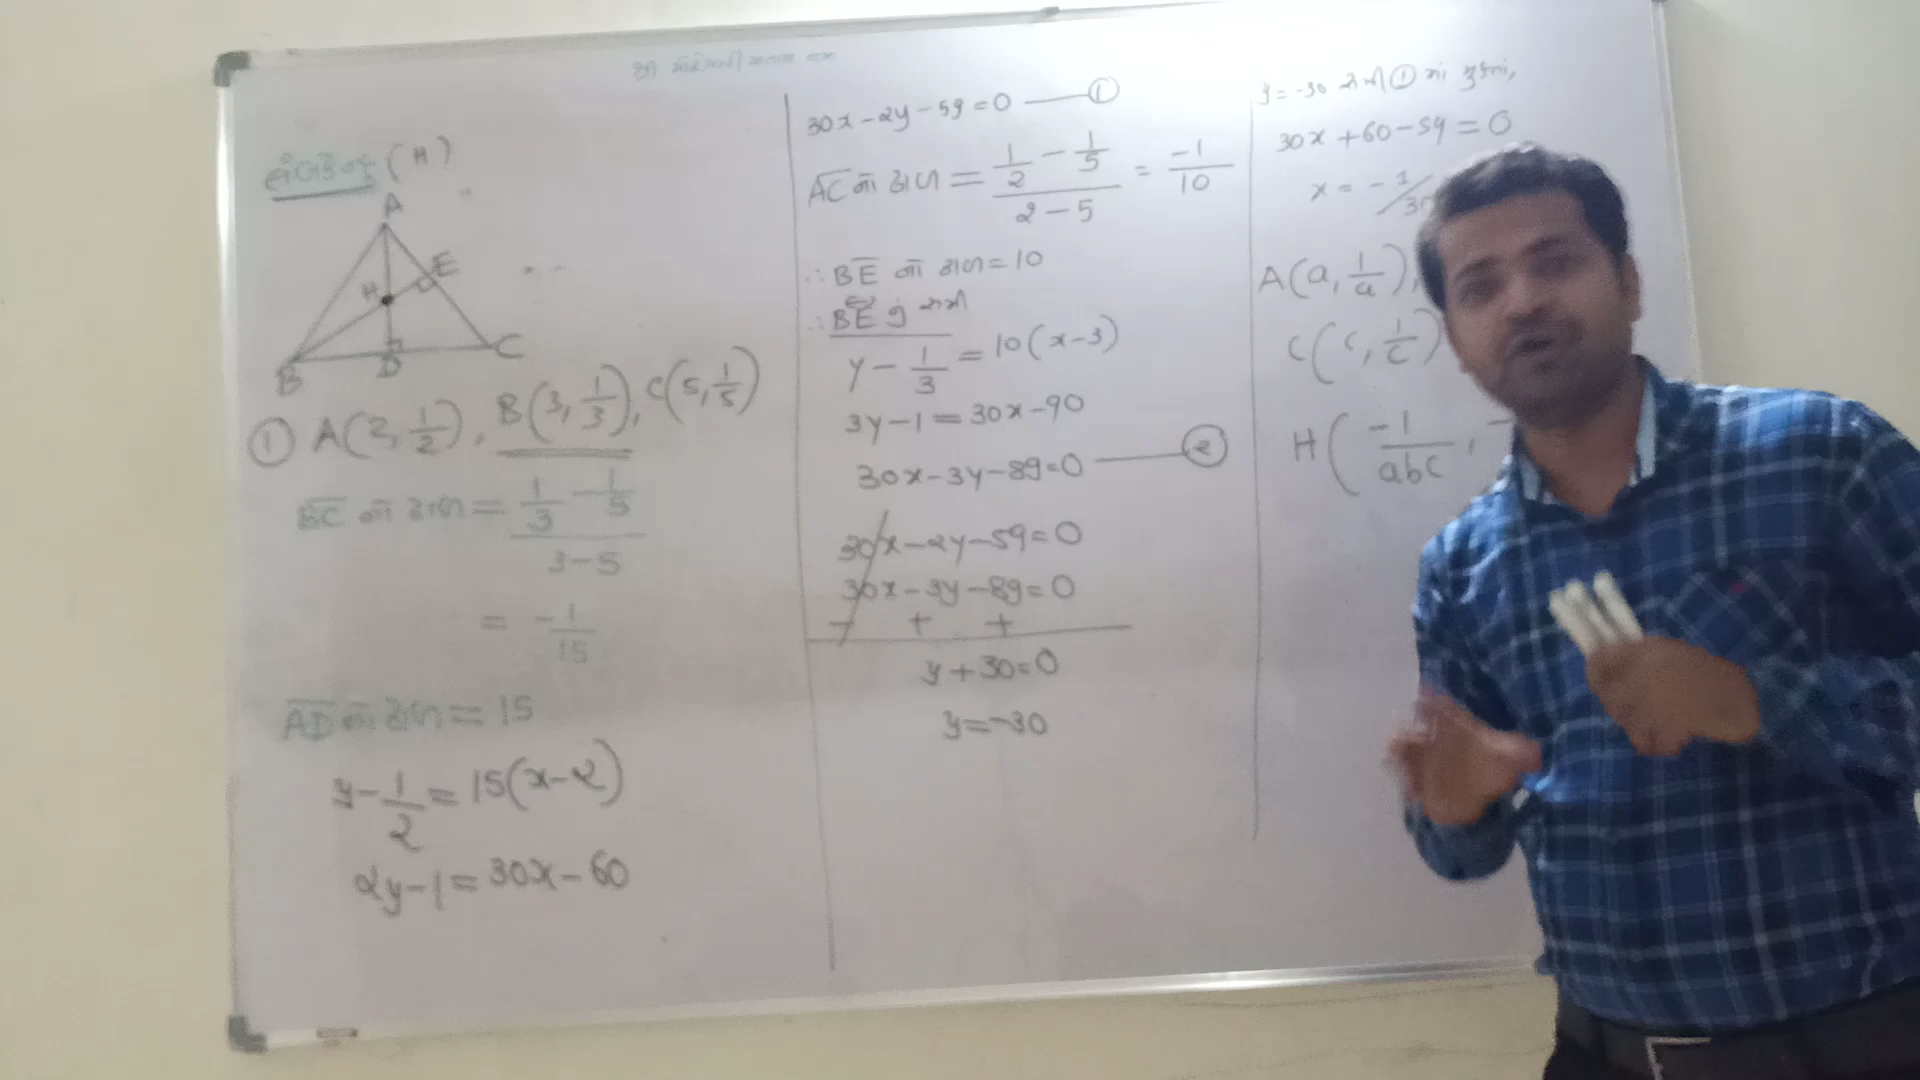 શ્રી
લંબકેન્દ્ર (H)
A
E
H
B
D
C
① A(2, 1/2), B(3, 1/3), C(5, 1/5)
BC નો ઢાળ = (1/3 - 1/5) / (3-5)
= -1/15
AD નો ઢાળ = 15
y - 1/2 = 15(x-2)
2y-1 = 30x-60
30x-2y-59=0 — ①
AC નો ઢાળ = (1/2 - 1/5) / (2-5) = -1/10
∴ BE નો ઢાળ = 10
∴ BE નું સમી
y - 1/3 = 10(x-3)
3y-1 = 30x-90
30x-3y-89=0 — ②
30x-2y-59=0
30x-3y-89=0
- + +
y+30=0
y=-30
y=-30 સમી ① માં મુકતાં,
30x+60-59=0
x = -1/30
A(a, 1/a),
C(c, 1/c)
H(-1/abc, -